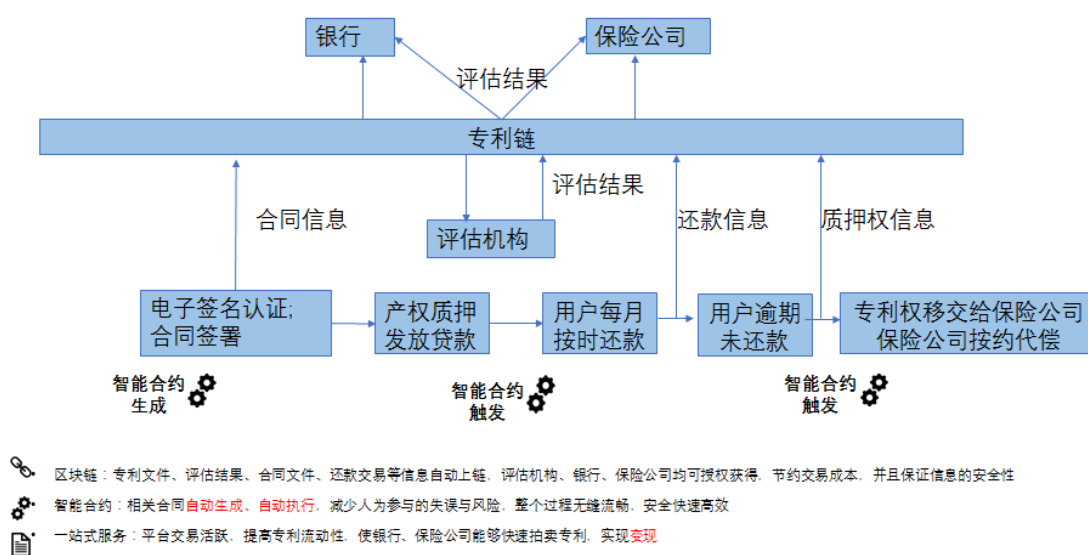 银行
保险公司
评估结果
专利链
评估结果
合同信息
还款信息
质押权信息
评估机构
电子签名认证;
合同签署
产权质押
发放贷款
用户每月
按时还款
用户逾期
未还款
专利权移交给保险公司
保险公司按约代偿
智能合约
生成
智能合约
触发
智能合约
触发
区块链：专利文件、评估结果、合同文件、还款交易等信息自动上链，评估机构、银行、保险公司均可授权获得，节约交易成本，并且保证信息的安全性
智能合约：相关合同自动生成、自动执行，减少人为参与的失误与风险，整个过程无缝流畅，安全快速高效
一站式服务：平台交易活跃，提高专利流动性，使银行、保险公司能够快速拍卖专利，实现变现